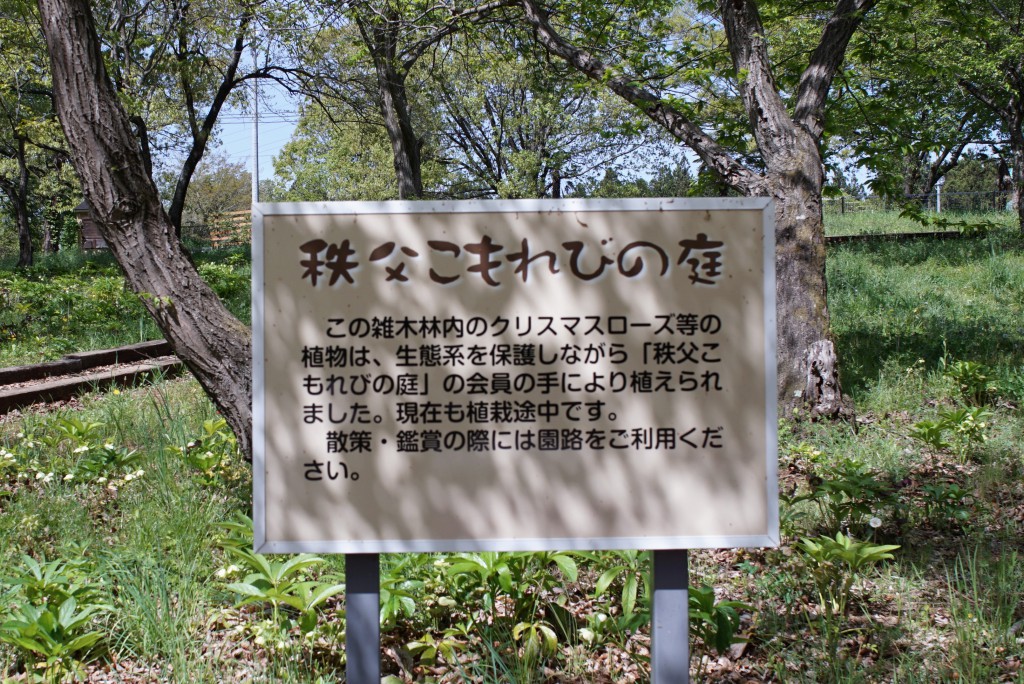 秩父こもれびの庭
この雑木林内のクリスマスローズ等の
植物は、生態系を保護しながら「秩父こ
もれびの庭」の会員の手により植えられ
ました。現在も植栽途中です。
散策・鑑賞の際には園路をご利用くだ
さい。